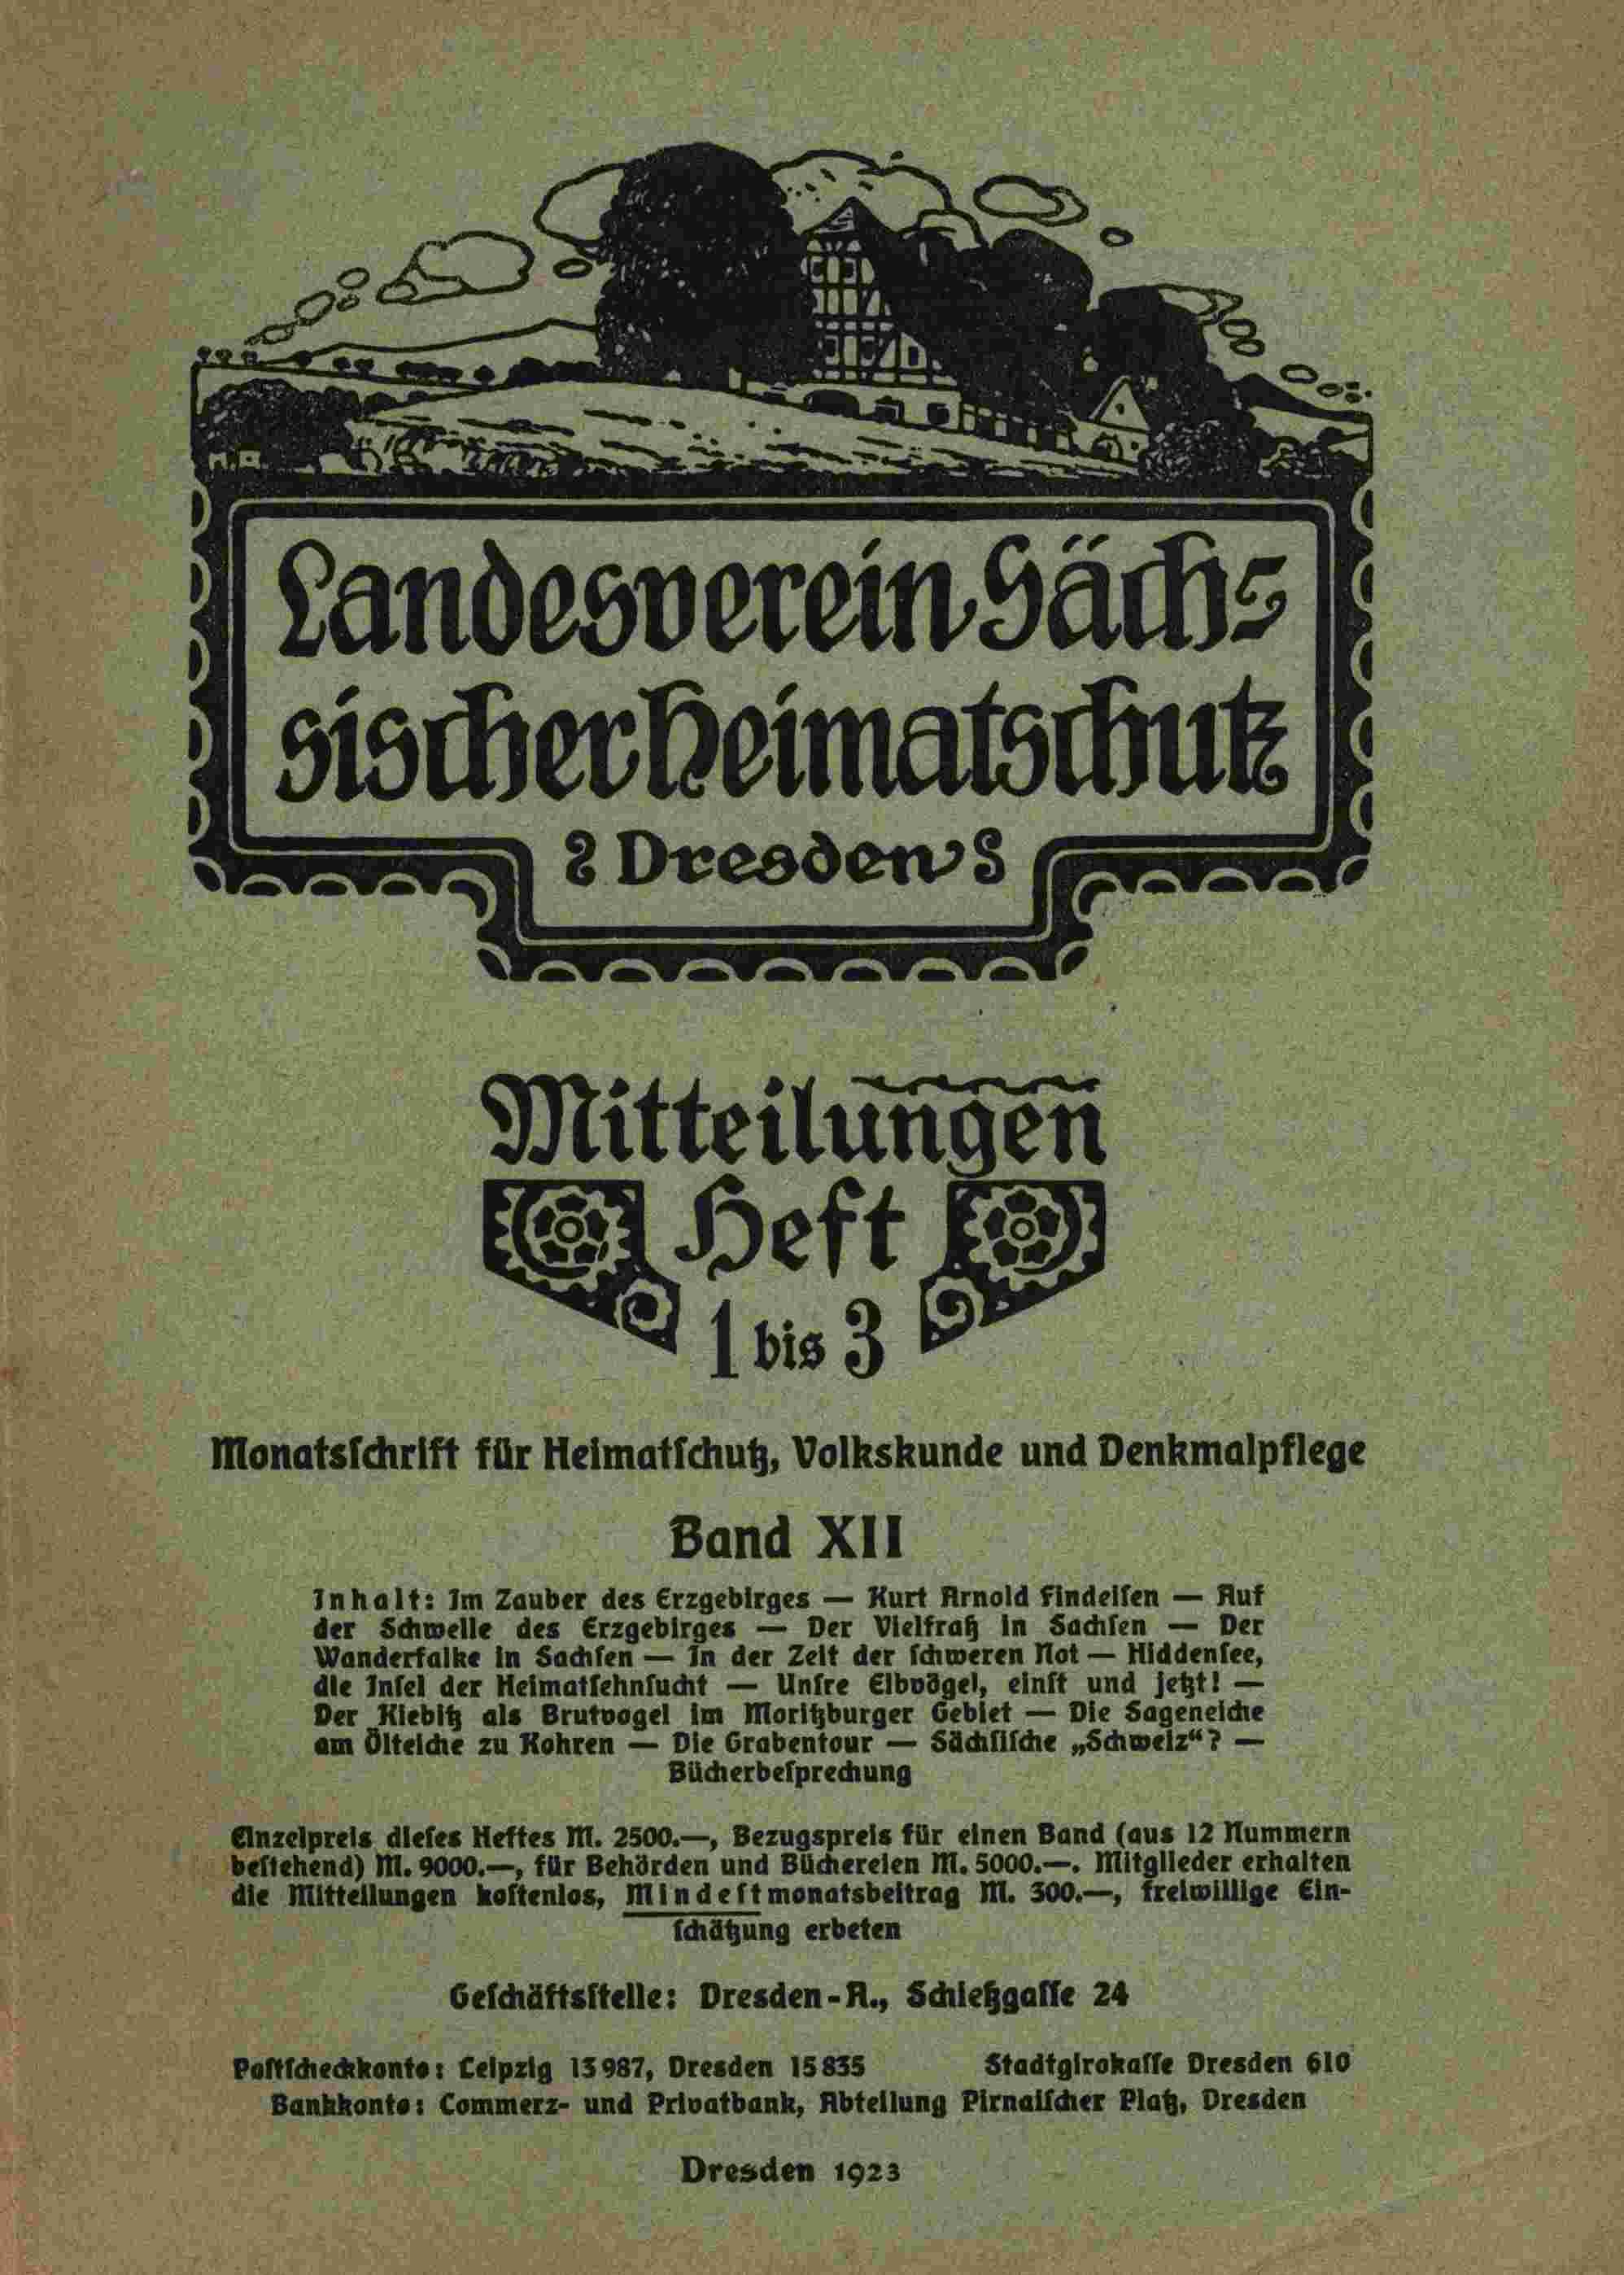 Landesverein Säch-
sischer Heimatschutz
Dresden
Mitteilungen
Heft
1 bis 3
Monatsſchrift für Heimatſchutz, Volkskunde und Denkmalpflege
Band XII
Inhalt: Im Zauber des Erzgebirges — Kurt Arnold Findeiſen — Auf
der Schwelle des Erzgebirges — Der Vielfraß in Sachſen — Der
Wanderfalke in Sachſen — In der Zeit der ſchweren Not — Hiddenſee,
die Inſel der Heimatſehnſucht — Unſre Elbvögel, einſt und jetzt! —
Der Kiebitz als Brutvogel im Moritzburger Gebiet — Die Sageneiche
am Ölteiche zu Kohren — Die Grabentour — Sächſiſche „Schweiz“? —
Bücherbeſprechung
Einzelpreis dieſes Heftes M. 2500.—, Bezugspreis für einen Band (aus 12 Nummern
beſtehend) M. 9000.—, für Behörden und Büchereien M. 5000.—. Mitglieder erhalten
die Mitteilungen koſtenlos, Mindeſtmonatsbeitrag M. 300.—, freiwillige Ein-
ſchätzung erbeten
Geſchäftsſtelle: Dresden-A., Schießgaſſe 24
Poſtſcheckkonto: Leipzig 13987, Dresden 15835 Stadtgirokaſſe Dresden 610
Bankkonto: Commerz- und Privatbank, Abteilung Pirnaiſcher Platz, Dresden
Dresden 1923